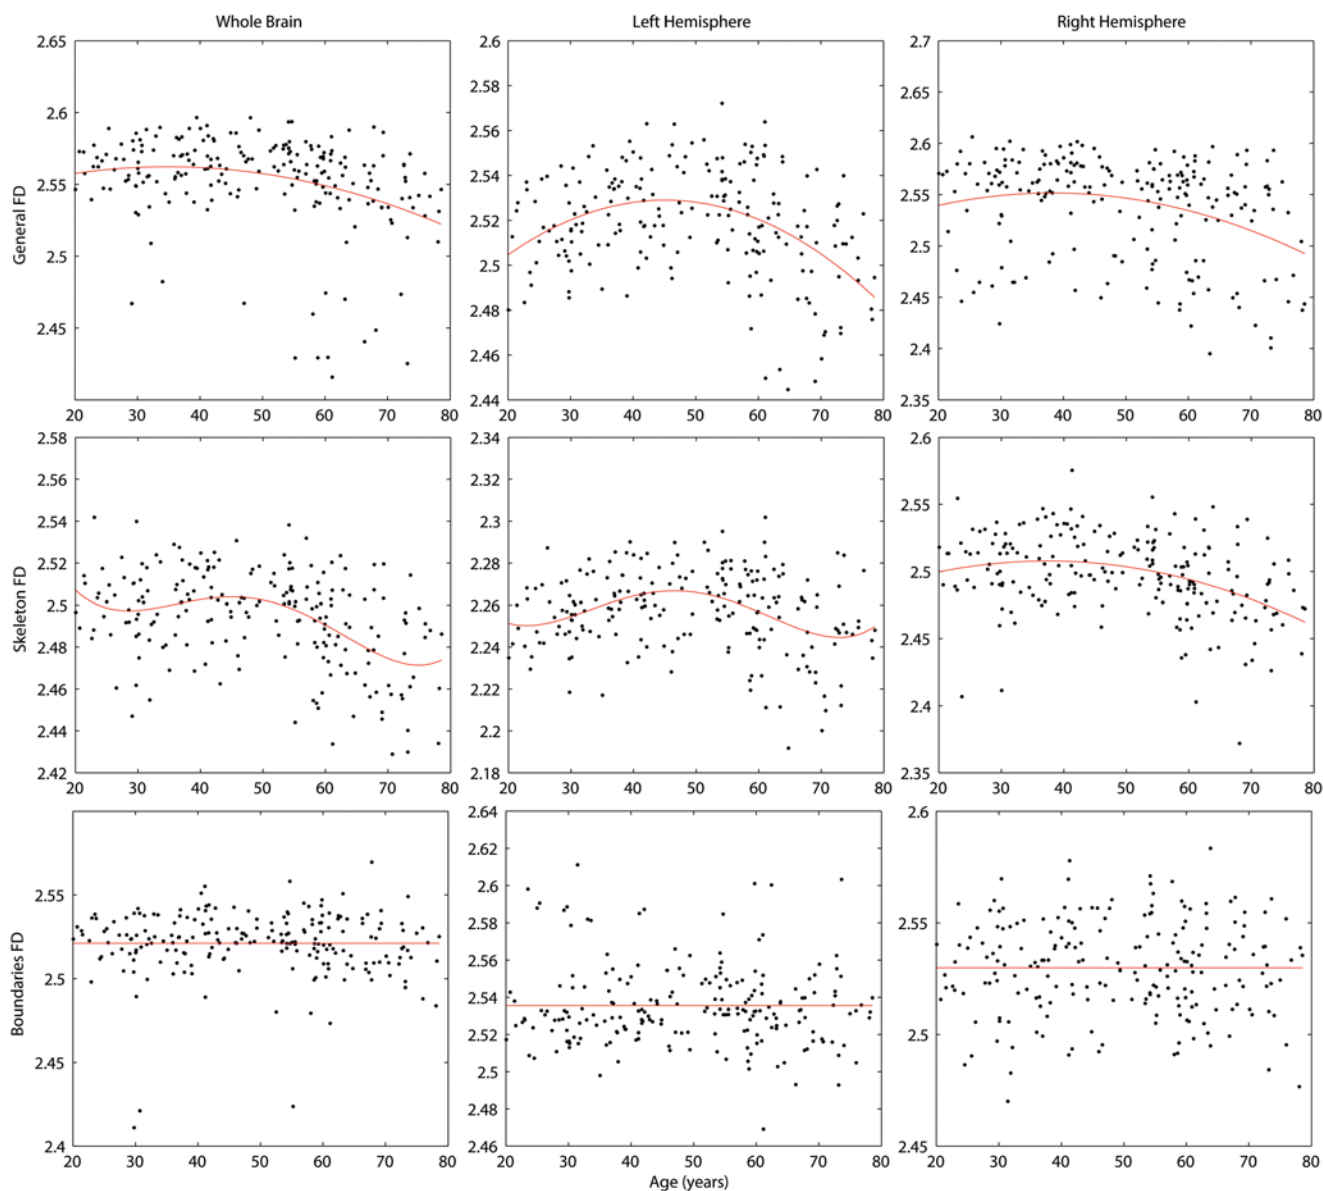 Whole Brain Left Hemisphere Right Hemisphere
General FD
2.65 2.6 2.55 2.5 2.45
20 30 40 50 60 70 80
2.6 2.58 2.56 2.54 2.52 2.5 2.48 2.46 2.44
20 30 40 50 60 70 80
2.7 2.65 2.6 2.55 2.5 2.45 2.4 2.35
20 30 40 50 60 70 80
Skeleton FD
2.58 2.56 2.54 2.52 2.5 2.48 2.46 2.44 2.42
20 30 40 50 60 70 80
2.34 2.32 2.3 2.28 2.26 2.24 2.22 2.2 2.18
20 30 40 50 60 70 80
2.6 2.55 2.5 2.45 2.4 2.35
20 30 40 50 60 70 80
Boundaries FD
2.55 2.5 2.45 2.4
20 30 40 50 60 70 80
2.64 2.62 2.6 2.58 2.56 2.54 2.52 2.5 2.48 2.46
20 30 40 50 60 70 80
2.6 2.55 2.5 2.45
20 30 40 50 60 70 80
Age (years)